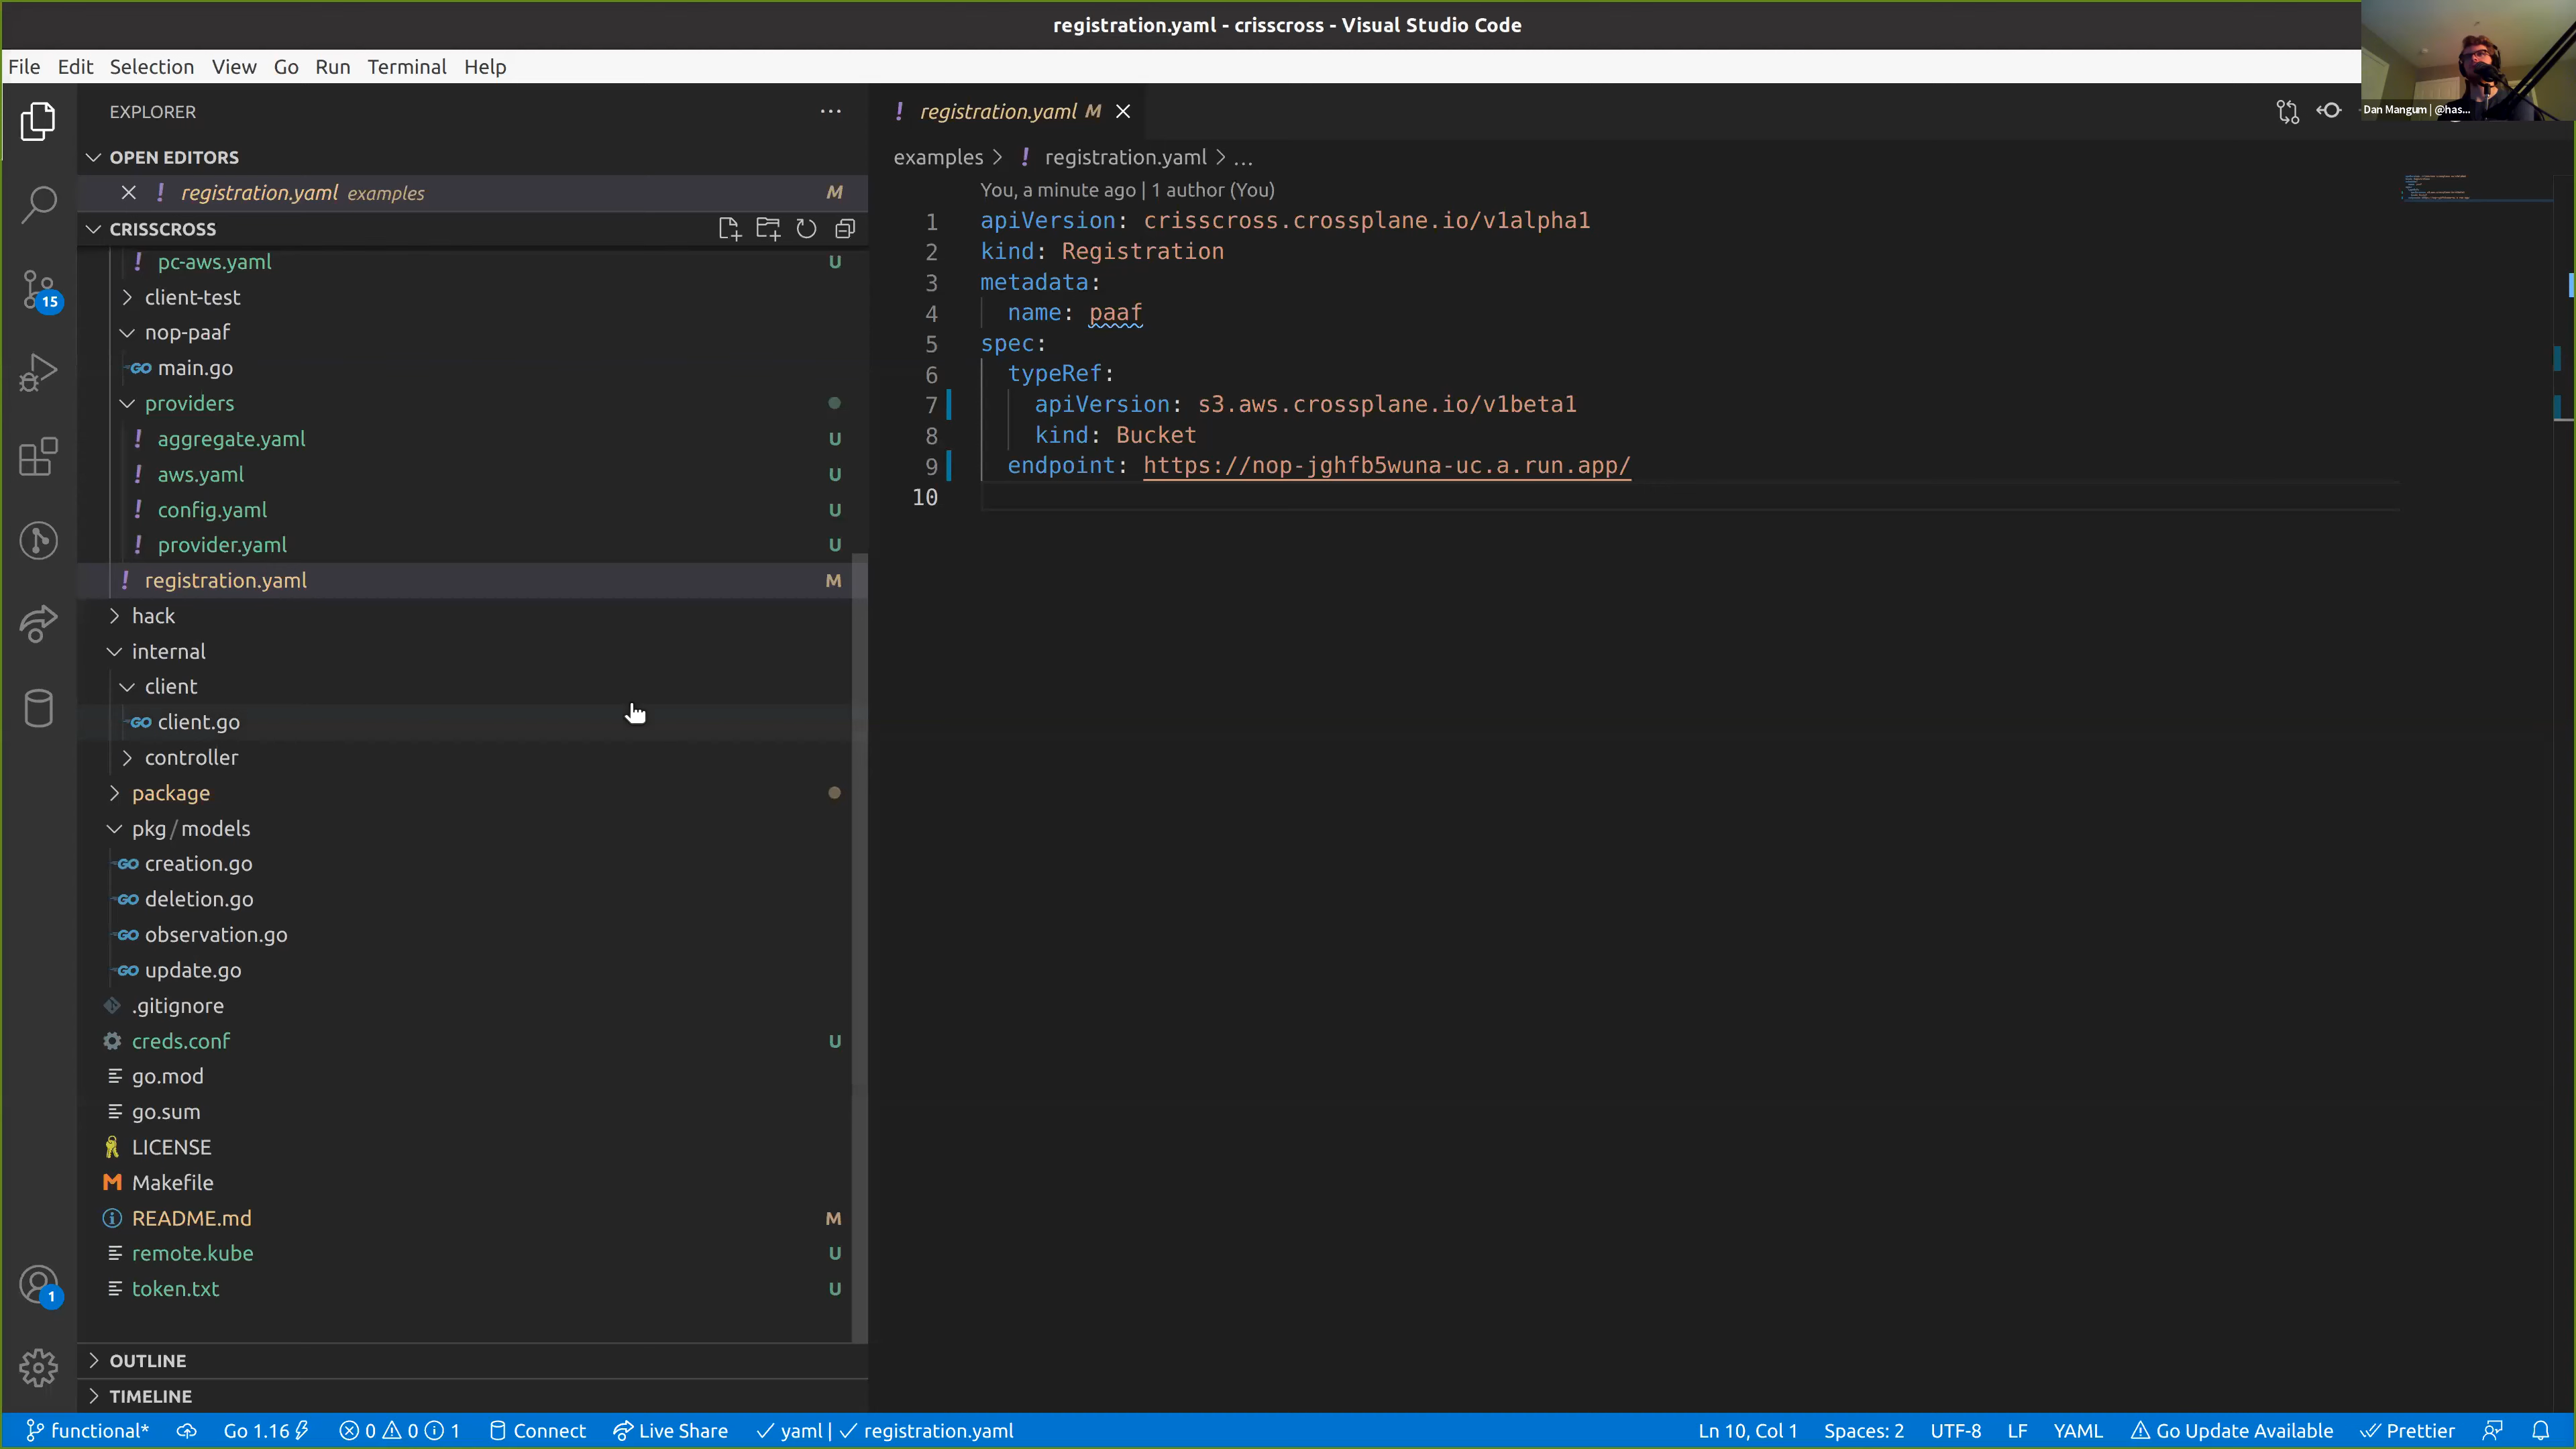 registration.yaml - crisscross - Visual Studio Code
File Edit Selection View Go Run Terminal Help
Dan Mangum | @has...
EXPLORER
OPEN EDITORS
registration.yaml examples M
CRISSCROSS
pc-aws.yaml U
client-test
nop-paaf
main.go
providers
aggregate.yaml U
aws.yaml U
config.yaml U
provider.yaml U
registration.yaml M
hack
internal
client
client.go
controller
package
pkg / models
creation.go
deletion.go
observation.go
update.go
.gitignore
creds.conf U
go.mod
go.sum
LICENSE
Makefile
README.md M
remote.kube U
token.txt U
OUTLINE
TIMELINE
15
1
registration.yaml M
examples > ! registration.yaml > ...
You, a minute ago | 1 author (You)
1 apiVersion: crisscross.crossplane.io/v1alpha1
2 kind: Registration
3 metadata:
4 name: paaf
5 spec:
6 typeRef:
7 apiVersion: s3.aws.crossplane.io/v1beta1
8 kind: Bucket
9 endpoint: https://nop-jghfb5wuna-uc.a.run.app/
10
functional* Go 1.16 0 0 1 Connect Live Share yaml | registration.yaml Ln 10, Col 1 Spaces: 2 UTF-8 LF YAML Go Update Available Prettier